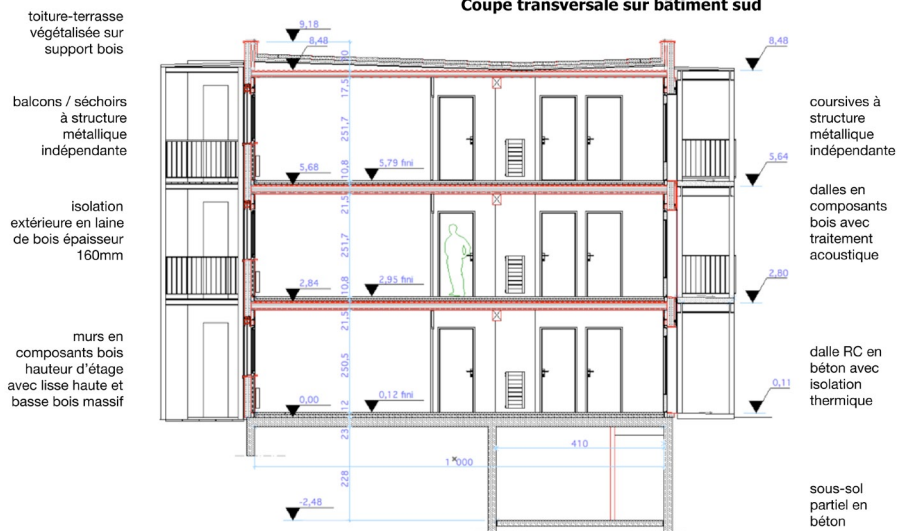 Coupe transversale sur bâtiment sud
toiture-terrasse
végétalisée sur
support bois
balcons / séchoirs
à structure
métallique
indépendante
isolation
extérieure en laine
de bois épaisseur
160mm
murs en
composants bois
hauteur d'étage
avec lisse haute et
basse bois massif
9,18
8,48
17,5
251,7
10,8
5,68
5,79 fini
21,5
251,7
10,8
2,84
2,95 fini
21,5
250,5
12
0,00
0,12 fini
23
228
410
1 000
-2,48
8,48
5,64
2,80
0,11
coursives à
structure
métallique
indépendante
dalles en
composants
bois avec
traitement
acoustique
dalle RC en
béton avec
isolation
thermique
sous-sol
partiel en
béton